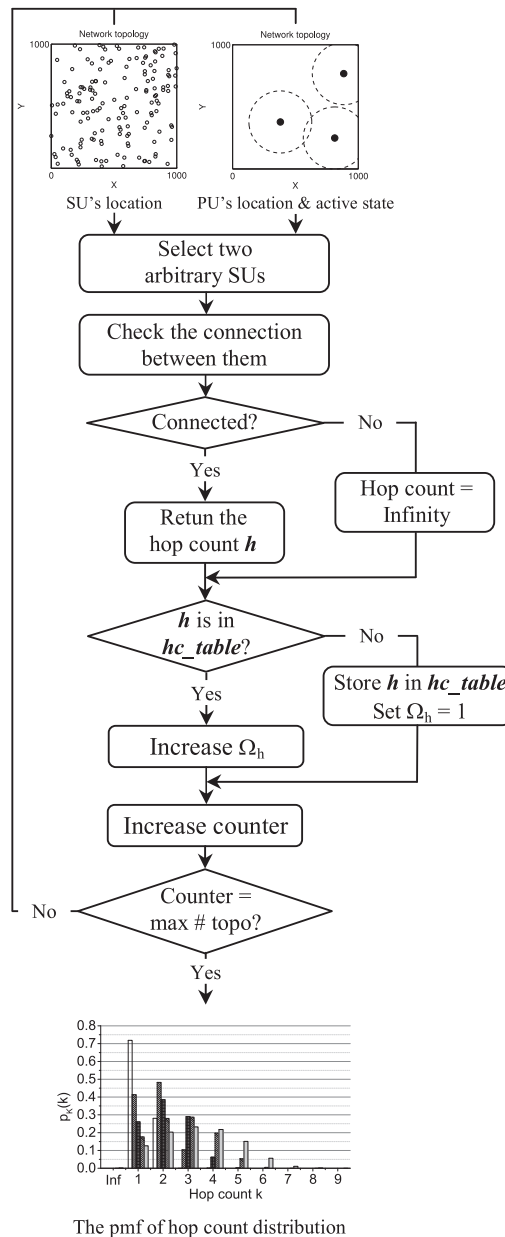 Network topology
1000
Y
0
0
X
1000
SU's location
Network topology
1000
Y
0
0
X
1000
PU's location & active state
Select two
arbitrary SUs
Check the connection
between them
Connected?
No
Yes
Hop count =
Infinity
Retun the
hop count h
h is in
hc_table?
No
Yes
Store h in hc_table
Set Ωh = 1
Increase Ωh
Increase counter
Counter =
max # topo?
No
Yes
0.8
0.7
0.6
0.5
0.4
0.3
0.2
0.1
0.0
pK(k)
Inf 1 2 3 4 5 6 7 8 9
Hop count k
The pmf of hop count distribution